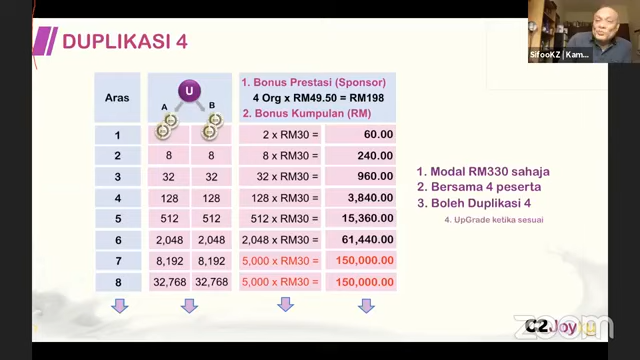 DUPLIKASI 4
Aras
U
A
B
1. Bonus Prestasi (Sponsor)
4 Org x RM49.50 = RM198
2. Bonus Kumpulan (RM)
1 2 x RM30 = 60.00
2 8 8 8 x RM30 = 240.00
3 32 32 32 x RM30 = 960.00
4 128 128 128 x RM30 = 3,840.00
5 512 512 512 x RM30 = 15,360.00
6 2,048 2,048 2,048 x RM30 = 61,440.00
7 8,192 8,192 5,000 x RM30 = 150,000.00
8 32,768 32,768 5,000 x RM30 = 150,000.00
1. Modal RM330 sahaja
2. Bersama 4 peserta
3. Boleh Duplikasi 4
4. UpGrade ketika sesuai
SifooKZ | Kam
C2Joy
zoom